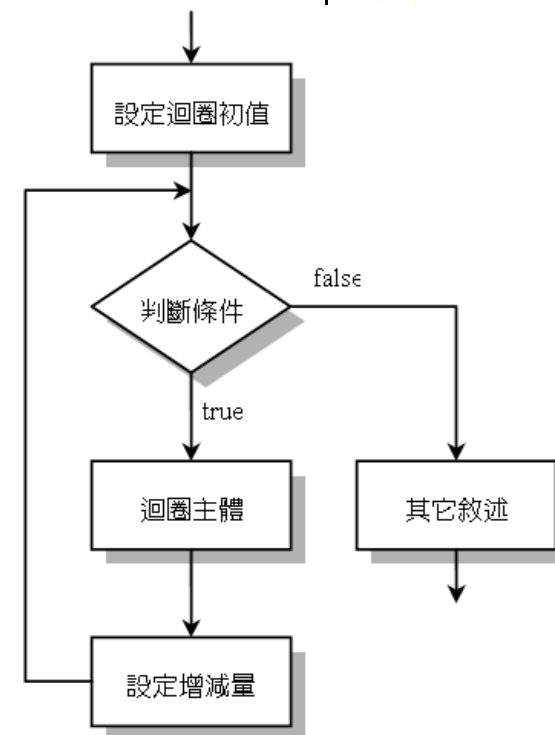 設定迴圈初值
判斷條件
false
true
迴圈主體
其它敘述
設定增減量